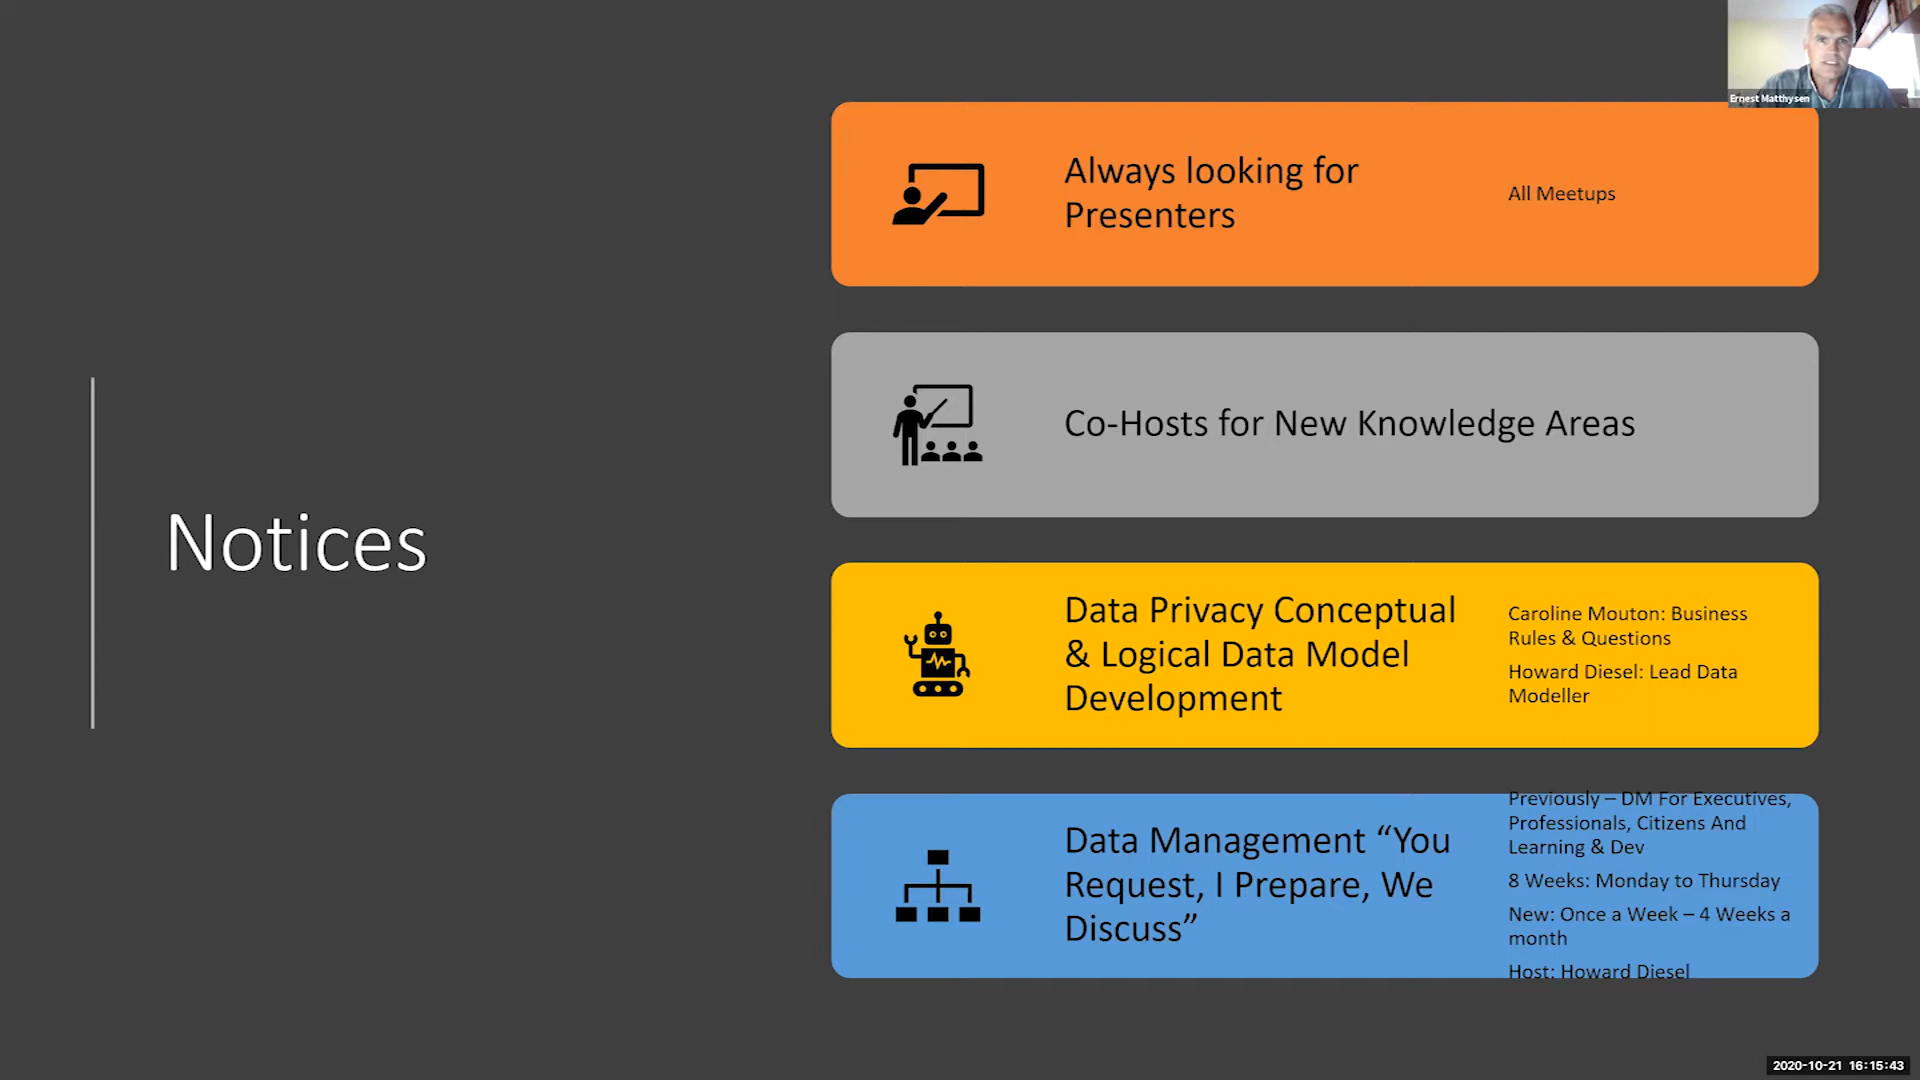 Ernest Matthysen
Notices
Always looking for
Presenters
All Meetups
Co-Hosts for New Knowledge Areas
Data Privacy Conceptual
& Logical Data Model
Development
Caroline Mouton: Business
Rules & Questions
Howard Diesel: Lead Data
Modeller
Data Management “You
Request, I Prepare, We
Discuss”
Previously – DM For Executives,
Professionals, Citizens And
Learning & Dev
8 Weeks: Monday to Thursday
New: Once a Week – 4 Weeks a
month
Host: Howard Diesel
2020-10-21 16:15:43